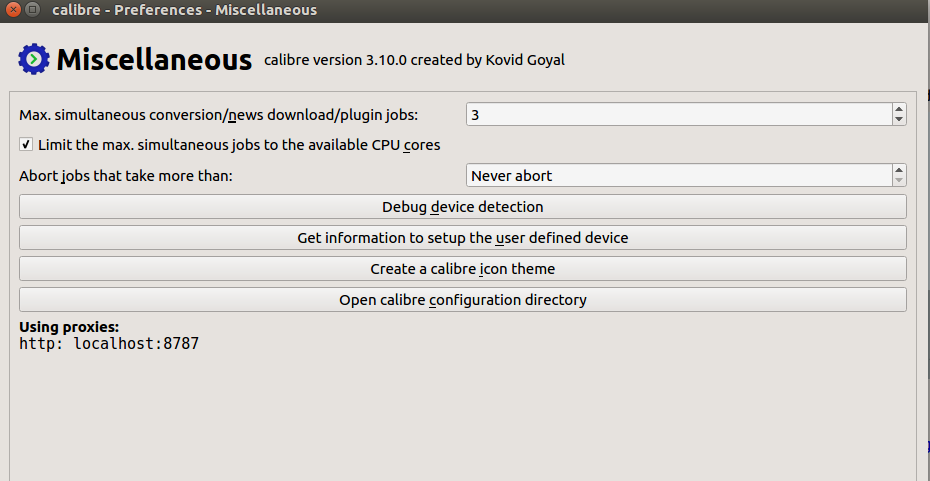 calibre - Preferences - Miscellaneous
Miscellaneous calibre version 3.10.0 created by Kovid Goyal
Max. simultaneous conversion/news download/plugin jobs: 3
Limit the max. simultaneous jobs to the available CPU cores
Abort jobs that take more than: Never abort
Debug device detection
Get information to setup the user defined device
Create a calibre icon theme
Open calibre configuration directory
Using proxies:
http: localhost:8787